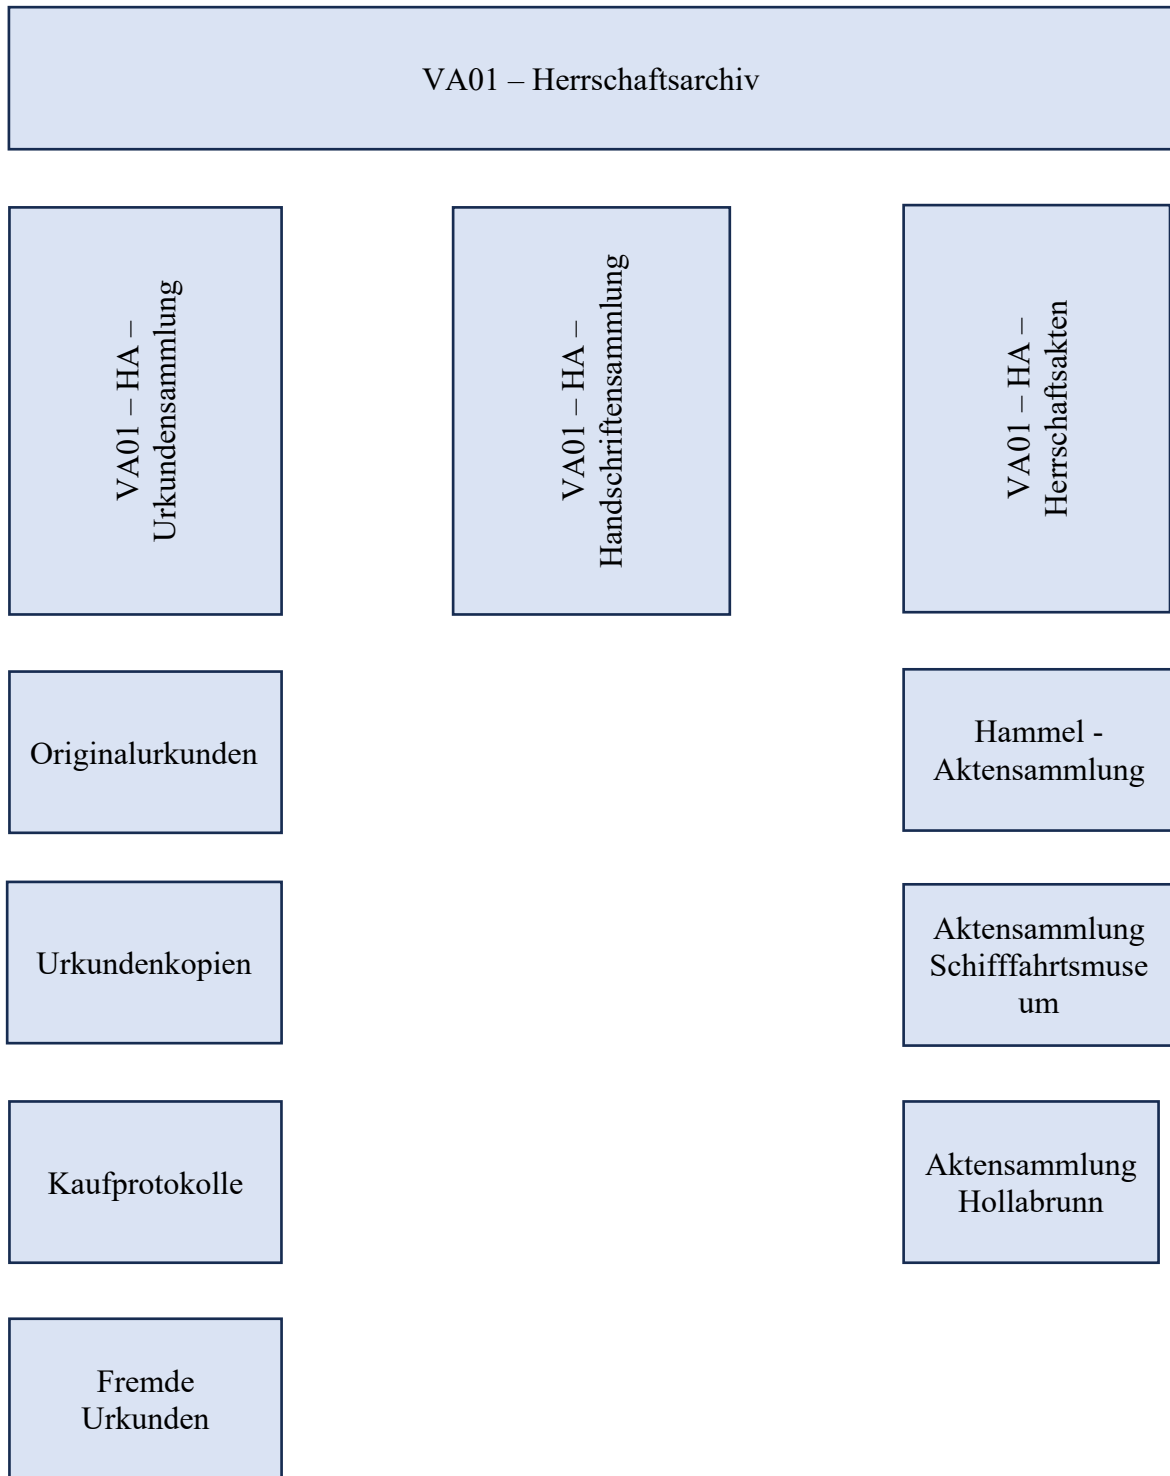 VA01 – Herrschaftsarchiv
VA01 – HA –
Urkundensammlung
VA01 – HA –
Handschriftensammlung
VA01 – HA –
Herrschaftsakten
Originalurkunden
Hammel -
Aktensammlung
Urkundenkopien
Aktensammlung
Schifffahrtsmuse
um
Kaufprotokolle
Aktensammlung
Hollabrunn
Fremde
Urkunden